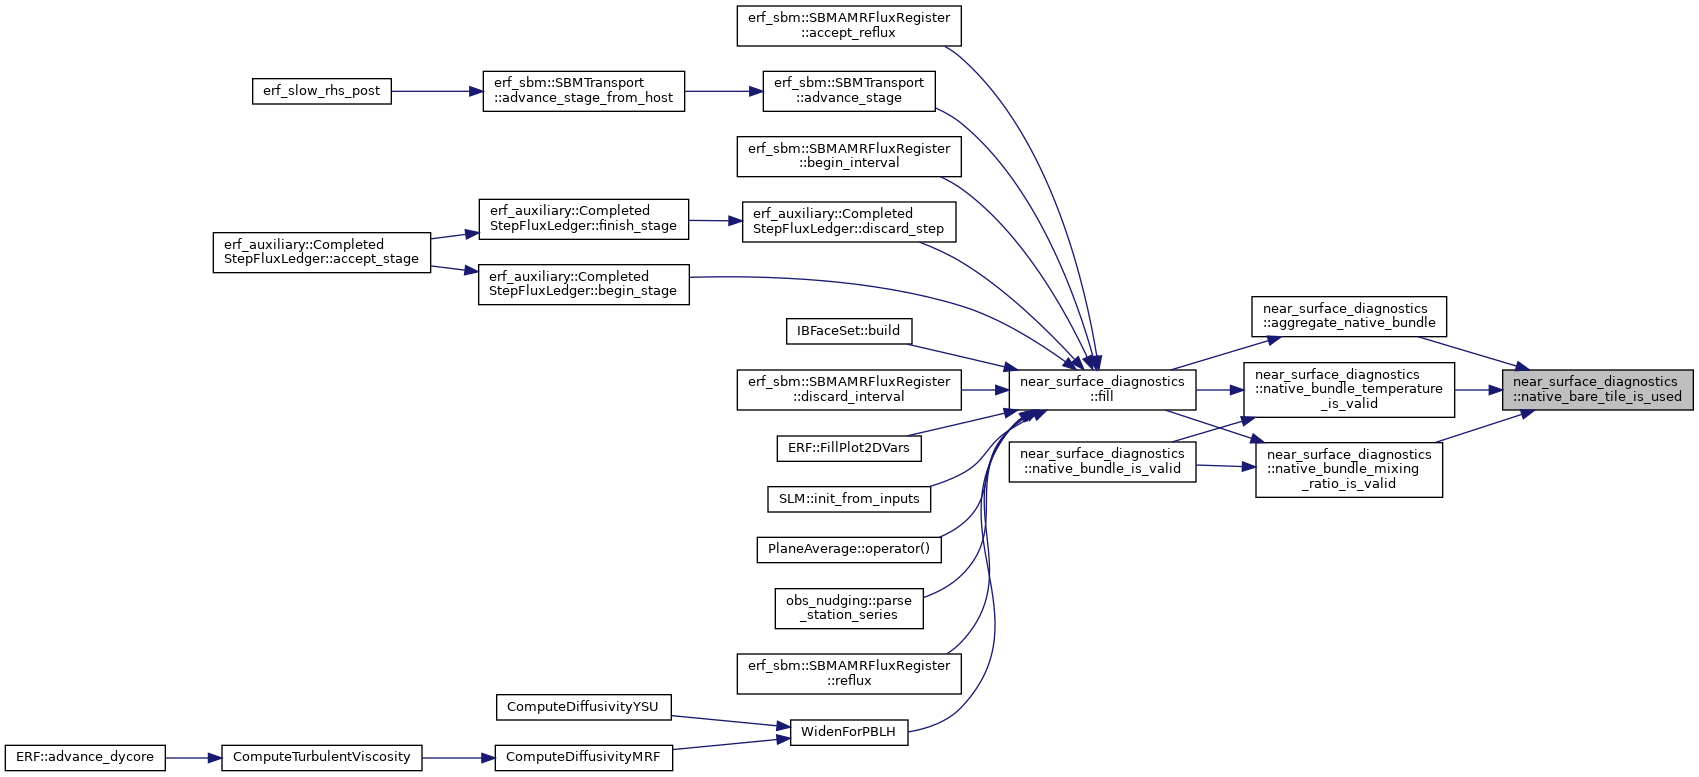 erf_sbm::SBMAMRFluxRegister
::accept_reflux
erf_slow_rhs_post
erf_sbm::SBMTransport
::advance_stage_from_host
erf_sbm::SBMTransport
::advance_stage
erf_sbm::SBMAMRFluxRegister
::begin_interval
erf_auxiliary::Completed
StepFluxLedger::accept_stage
erf_auxiliary::Completed
StepFluxLedger::finish_stage
erf_auxiliary::Completed
StepFluxLedger::discard_step
erf_auxiliary::Completed
StepFluxLedger::begin_stage
IBFaceSet::build
erf_sbm::SBMAMRFluxRegister
::discard_interval
ERF::FillPlot2DVars
SLM::init_from_inputs
PlaneAverage::operator()
obs_nudging::parse
_station_series
erf_sbm::SBMAMRFluxRegister
::reflux
WidenForPBLH
ComputeDiffusivityYSU
ComputeDiffusivityMRF
ComputeTurbulentViscosity
ERF::advance_dycore
near_surface_diagnostics
::fill
near_surface_diagnostics
::native_bundle_is_valid
near_surface_diagnostics
::aggregate_native_bundle
near_surface_diagnostics
::native_bundle_temperature
_is_valid
near_surface_diagnostics
::native_bundle_mixing
_ratio_is_valid
near_surface_diagnostics
::native_bare_tile_is_used